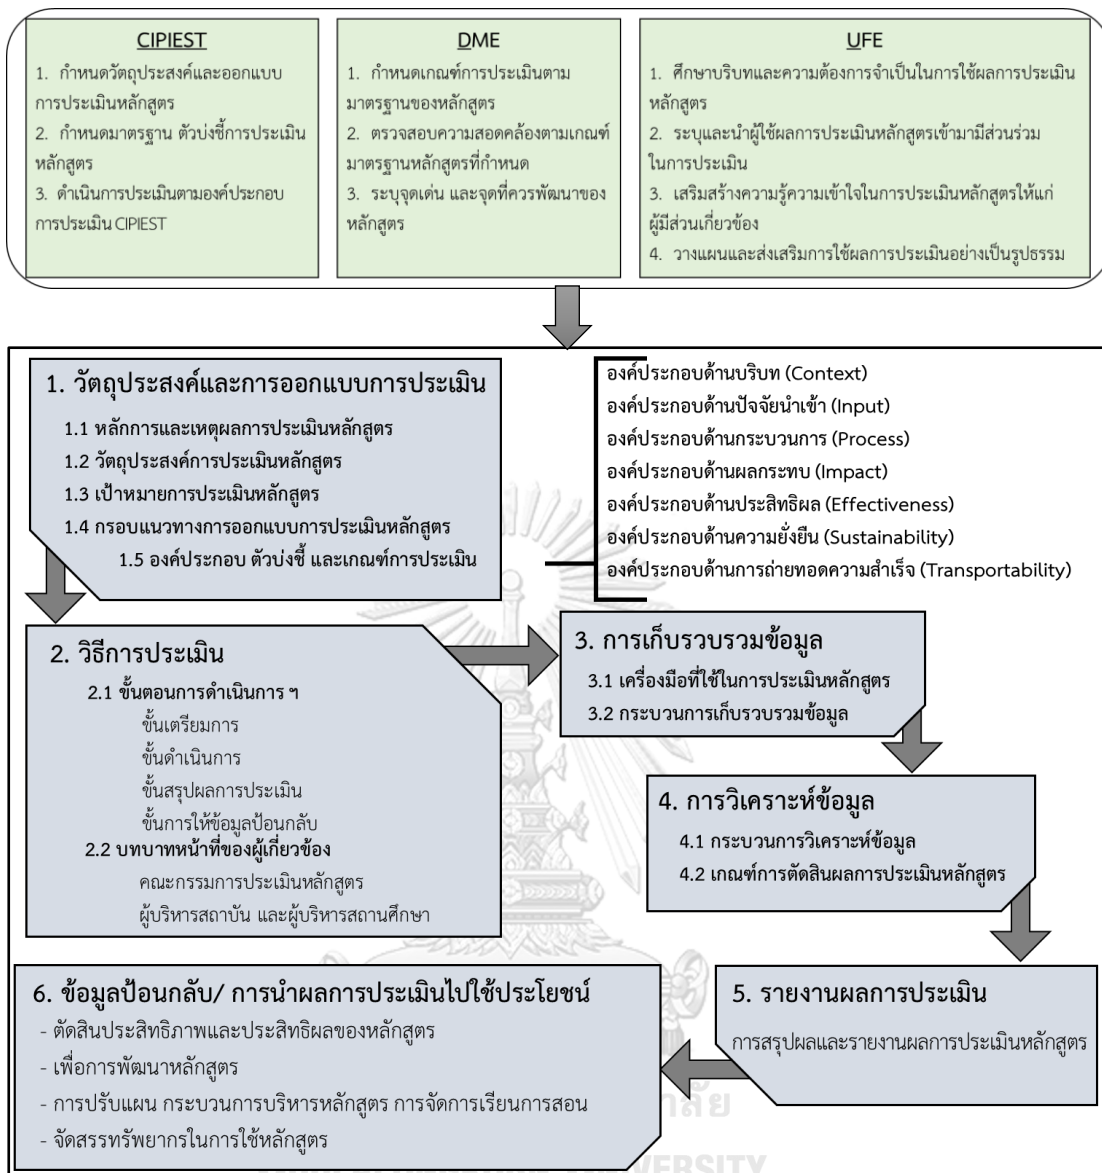 CIPIEST
1. กำหนดวัตถุประสงค์และออกแบบ
การประเมินหลักสูตร
2. กำหนดมาตรฐาน ตัวบ่งชี้การประเมิน
หลักสูตร
3. ดำเนินการประเมินตามองค์ประกอบ
การประเมิน CIPIEST
DME
1. กำหนดเกณฑ์การประเมินตาม
มาตรฐานของหลักสูตร
2. ตรวจสอบความสอดคล้องตามเกณฑ์
มาตรฐานหลักสูตรที่กำหนด
3. ระบุจุดเด่น และจุดที่ควรพัฒนาของ
หลักสูตร
UFE
1. ศึกษาบริบทและความต้องการจำเป็นในการใช้ผลการประเมิน
หลักสูตร
2. ระบุและนำผู้ใช้ผลการประเมินหลักสูตรเข้ามามีส่วนร่วม
ในการประเมิน
3. เสริมสร้างความรู้ความเข้าใจในการประเมินหลักสูตรให้แก่
ผู้มีส่วนเกี่ยวข้อง
4. วางแผนและส่งเสริมการใช้ผลการประเมินอย่างเป็นรูปธรรม
1. วัตถุประสงค์และการออกแบบการประเมิน
1.1 หลักการและเหตุผลการประเมินหลักสูตร
1.2 วัตถุประสงค์การประเมินหลักสูตร
1.3 เป้าหมายการประเมินหลักสูตร
1.4 กรอบแนวทางการออกแบบการประเมินหลักสูตร
1.5 องค์ประกอบ ตัวบ่งชี้ และเกณฑ์การประเมิน
องค์ประกอบด้านบริบท (Context)
องค์ประกอบด้านปัจจัยนำเข้า (Input)
องค์ประกอบด้านกระบวนการ (Process)
องค์ประกอบด้านผลกระทบ (Impact)
องค์ประกอบด้านประสิทธิผล (Effectiveness)
องค์ประกอบด้านความยั่งยืน (Sustainability)
องค์ประกอบด้านการถ่ายทอดความสำเร็จ (Transportability)
2. วิธีการประเมิน
2.1 ขั้นตอนการดำเนินการ ฯ
ขั้นเตรียมการ
ขั้นดำเนินการ
ขั้นสรุปผลการประเมิน
ขั้นการให้ข้อมูลป้อนกลับ
2.2 บทบาทหน้าที่ของผู้เกี่ยวข้อง
คณะกรรมการประเมินหลักสูตร
ผู้บริหารสถาบัน และผู้บริหารสถานศึกษา
3. การเก็บรวบรวมข้อมูล
3.1 เครื่องมือที่ใช้ในการประเมินหลักสูตร
3.2 กระบวนการเก็บรวบรวมข้อมูล
4. การวิเคราะห์ข้อมูล
4.1 กระบวนการวิเคราะห์ข้อมูล
4.2 เกณฑ์การตัดสินผลการประเมินหลักสูตร
5. รายงานผลการประเมิน
การสรุปผลและรายงานผลการประเมินหลักสูตร
6. ข้อมูลป้อนกลับ/ การนำผลการประเมินไปใช้ประโยชน์
- ตัดสินประสิทธิภาพและประสิทธิผลของหลักสูตร
- เพื่อการพัฒนาหลักสูตร
- การปรับแผน กระบวนการบริหารหลักสูตร การจัดการเรียนการสอน
- จัดสรรทรัพยากรในการใช้หลักสูตร